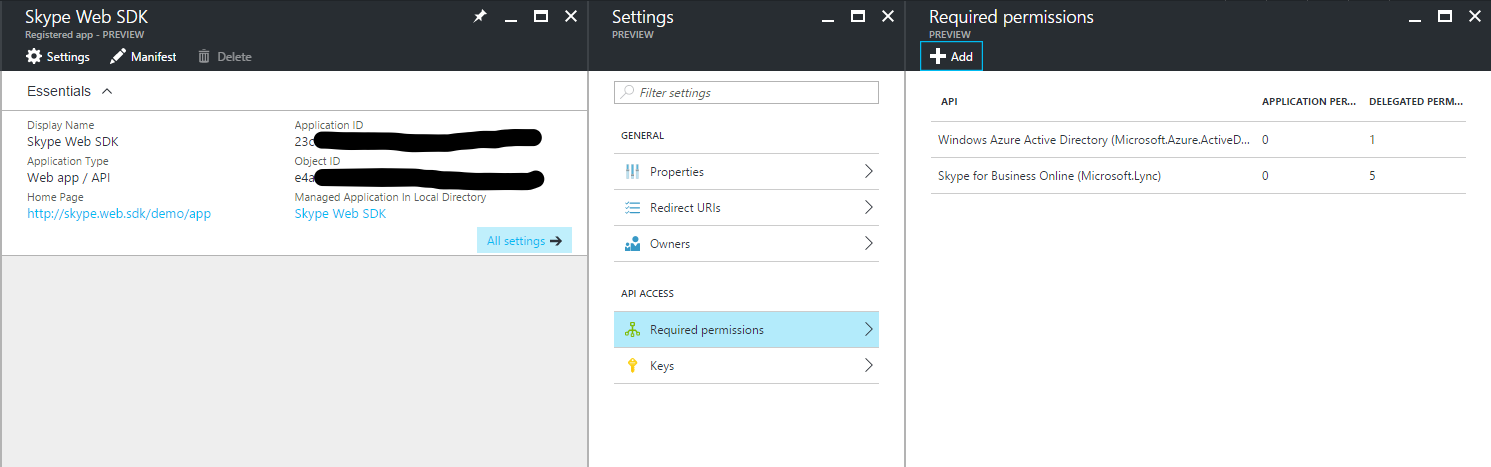 Skype Web SDK
Registered app - PREVIEW
Settings
Manifest
Delete
Essentials
Display Name
Skype Web SDK
Application Type
Web app / API
Home Page
http://skype.web.sdk/demo/app
Application ID
23c
Object ID
e4a
Managed Application In Local Directory
Skype Web SDK
All settings
Settings
PREVIEW
Filter settings
GENERAL
Properties
Redirect URIs
Owners
API ACCESS
Required permissions
Keys
Required permissions
PREVIEW
Add
API APPLICATION PER... DELEGATED PERM...
Windows Azure Active Directory (Microsoft.Azure.ActiveD... 0 1
Skype for Business Online (Microsoft.Lync) 0 5